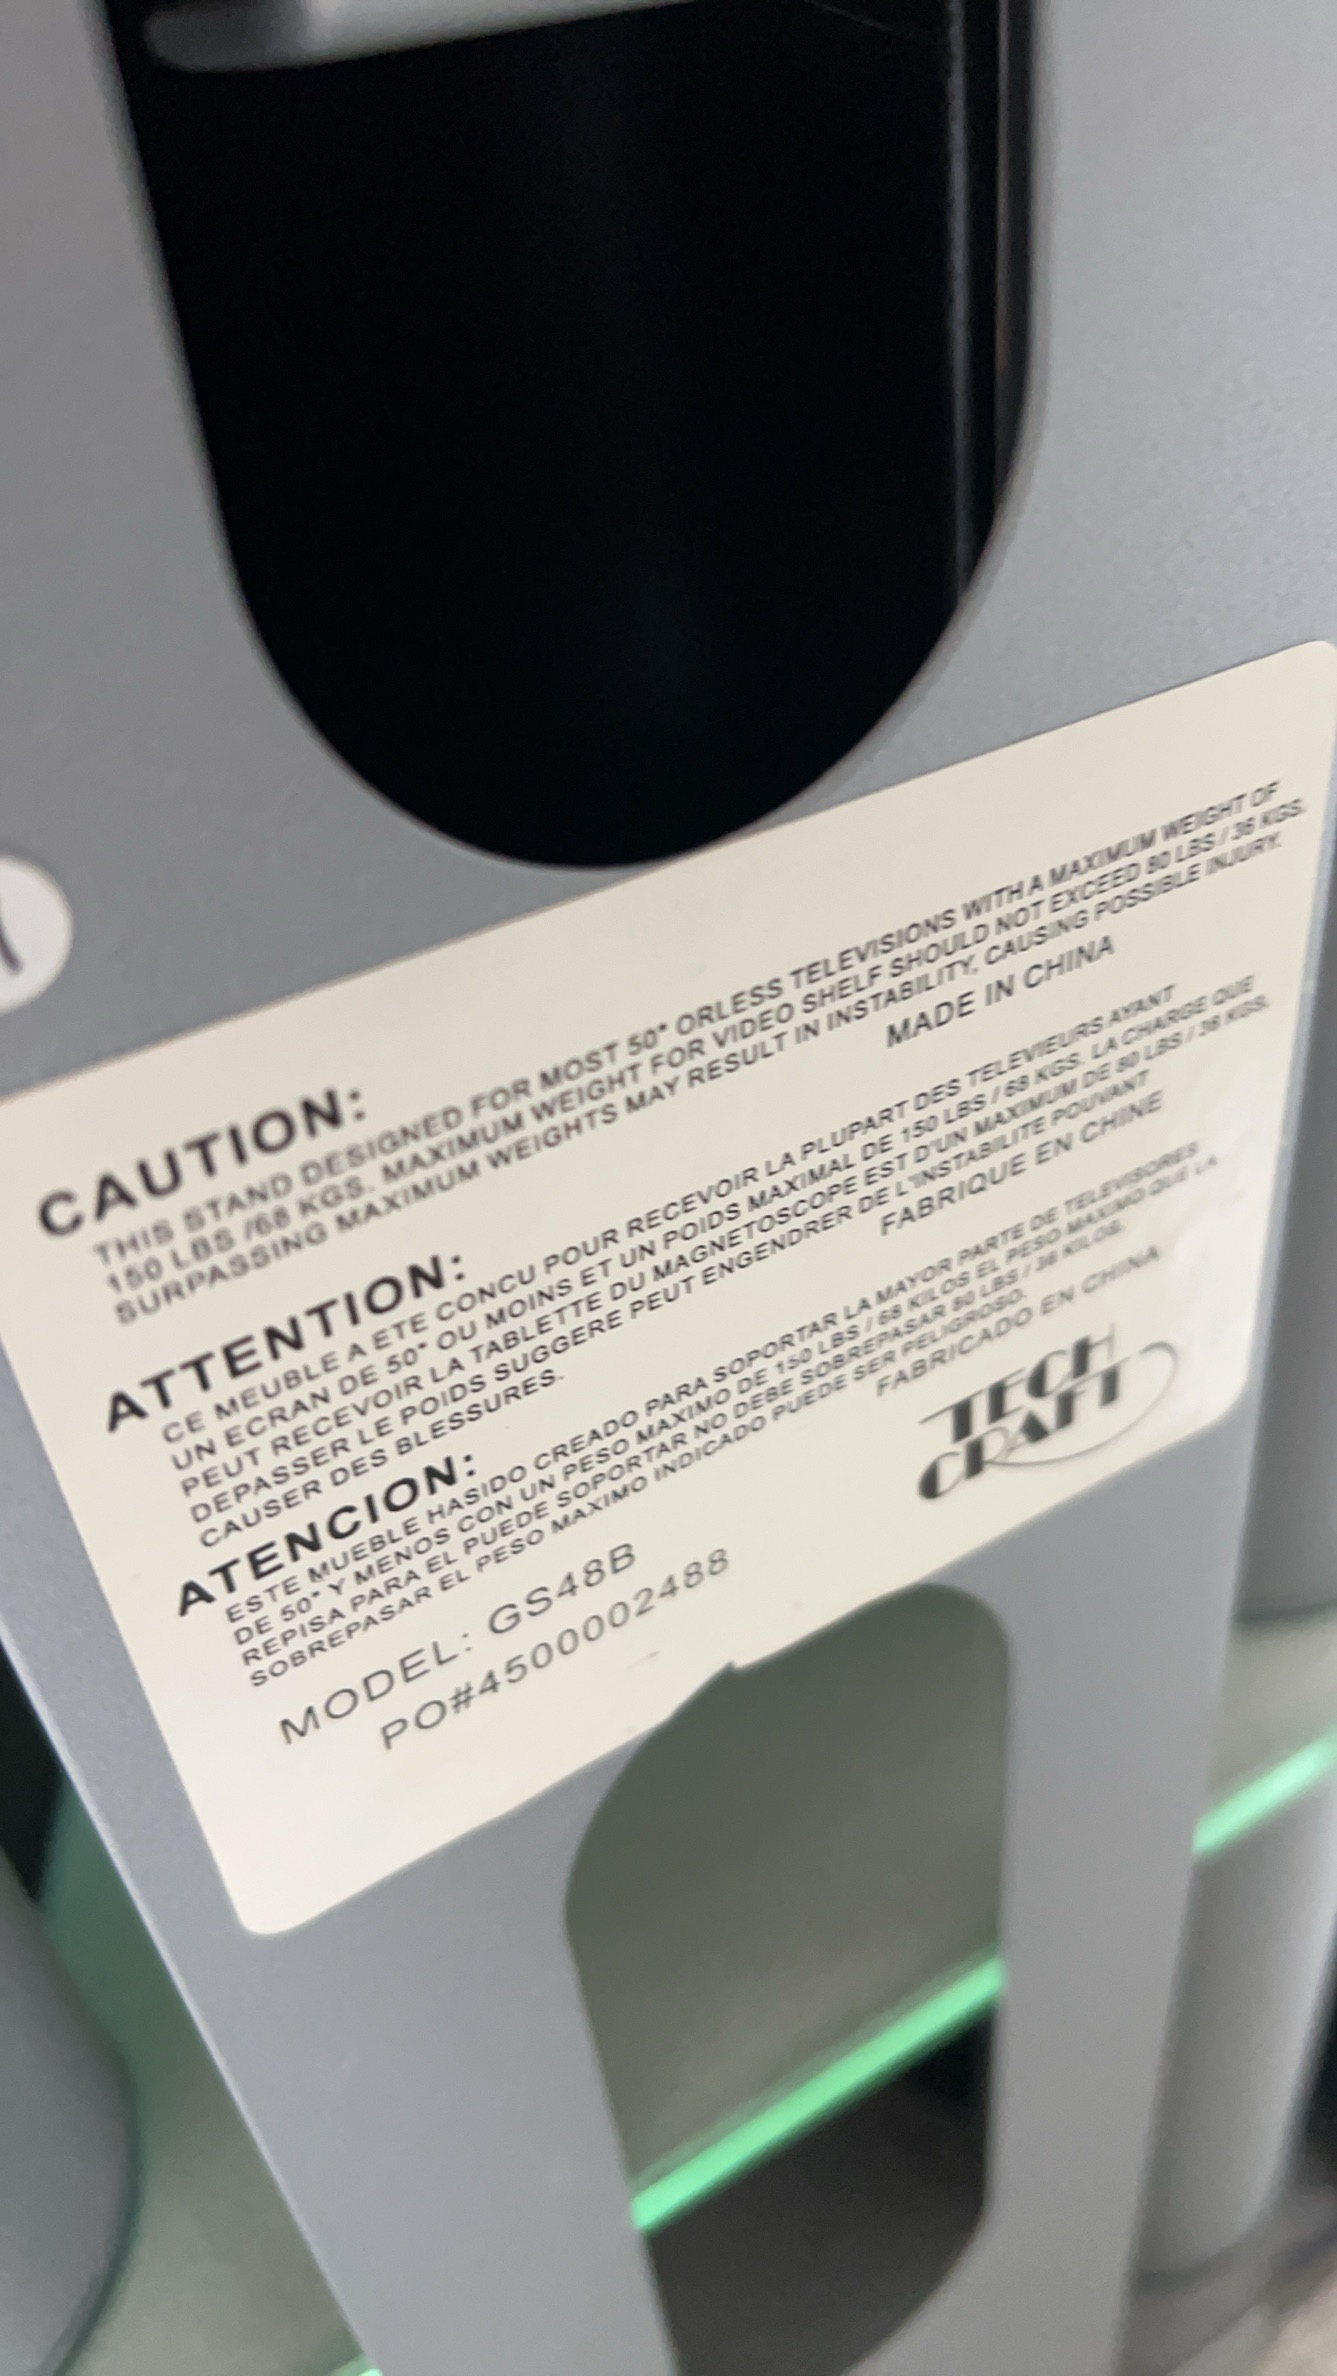 CAUTION:
THIS STAND DESIGNED FOR MOST 50" ORLESS TELEVISIONS WITH A MAXIMUM WEIGHT OF
150 LBS /68 KGS. MAXIMUM WEIGHT FOR VIDEO SHELF SHOULD NOT EXCEED 80 LBS / 36 KGS.
SURPASSING MAXIMUM WEIGHTS MAY RESULT IN INSTABILITY, CAUSING POSSIBLE INJURY.
MADE IN CHINA
ATTENTION:
CE MEUBLE A ETE CONCU POUR RECEVOIR LA PLUPART DES TELEVIEURS AYANT
UN ECRAN DE 50" OU MOINS ET UN POIDS MAXIMAL DE 150 LBS / 68 KGS. LA CHARGE QUE
PEUT RECEVOIR LA TABLETTE DU MAGNETOSCOPE EST D'UN MAXIMUM DE 80 LBS / 36 KGS.
DEPASSER LE POIDS SUGGERE PEUT ENGENDRER DE L'INSTABILITE POUVANT
CAUSER DES BLESSURES.
FABRIQUE EN CHINE
ATENCION:
ESTE MUEBLE HASIDO CREADO PARA SOPORTAR LA MAYOR PARTE DE TELEVISORES
DE 50" Y MENOS CON UN PESO MAXIMO DE 150 LBS / 68 KILOS EL PESO MAXIMO QUE LA
REPISA PARA EL PUEDE SOPORTAR NO DEBE SOBREPASAR 80 LBS / 36 KILOS.
SOBREPASAR EL PESO MAXIMO INDICADO PUEDE SER PELIGROSO.
FABRICADO EN CHINA
MODEL: GS48B
PO#4500002488
TECH
CRAFT